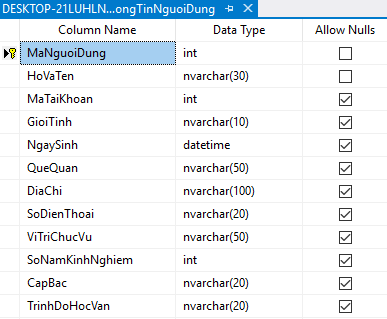 DESKTOP-21LUHLN...ongTinNguoiDung
Column Name Data Type Allow Nulls
MaNguoiDung int
HoVaTen nvarchar(30)
MaTaiKhoan int
GioiTinh nvarchar(10)
NgaySinh datetime
QueQuan nvarchar(50)
DiaChi nvarchar(100)
SoDienThoai nvarchar(20)
ViTriChucVu nvarchar(50)
SoNamKinhNghiem int
CapBac nvarchar(20)
TrinhDoHocVan nvarchar(20)